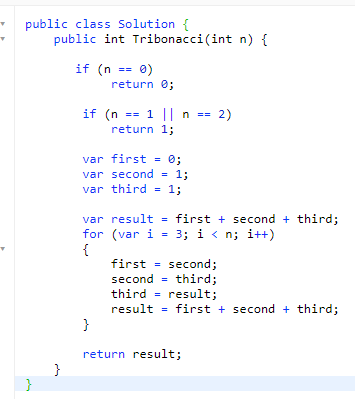 public class Solution {
public int Tribonacci(int n) {
if (n == 0)
return 0;
if (n == 1 || n == 2)
return 1;
var first = 0;
var second = 1;
var third = 1;
var result = first + second + third;
for (var i = 3; i < n; i++)
{
first = second;
second = third;
third = result;
result = first + second + third;
}
return result;
}
}